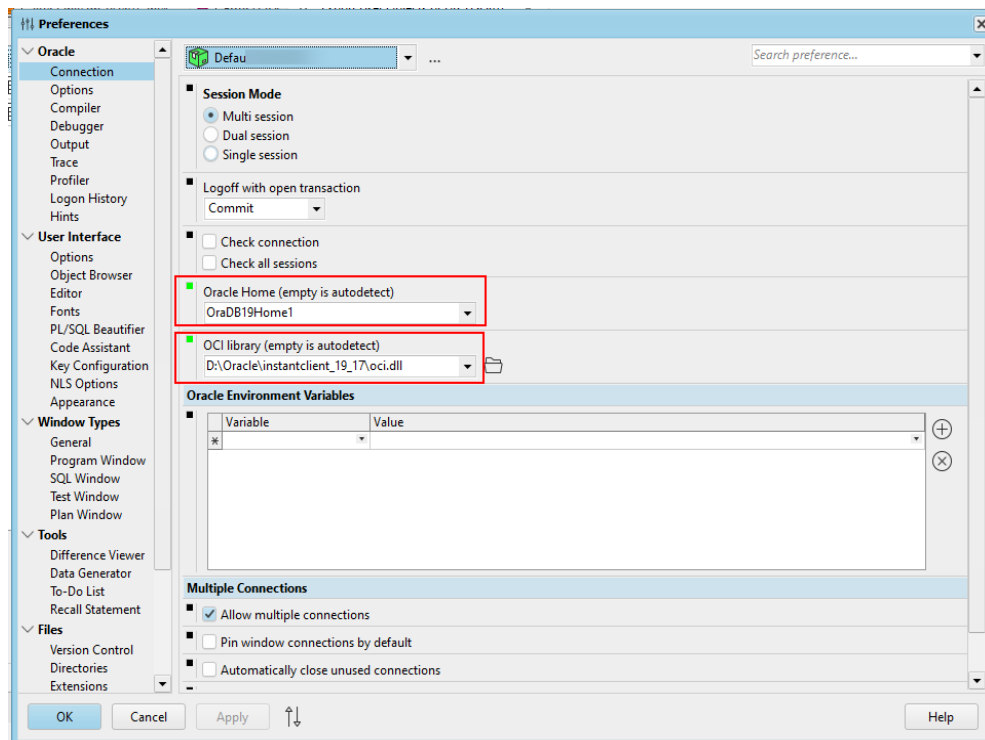 Preferences
Oracle
Connection
Options
Compiler
Debugger
Output
Trace
Profiler
Logon History
Hints
User Interface
Options
Object Browser
Editor
Fonts
PL/SQL Beautifier
Code Assistant
Key Configuration
NLS Options
Appearance
Window Types
General
Program Window
SQL Window
Test Window
Plan Window
Tools
Difference Viewer
Data Generator
To-Do List
Recall Statement
Files
Version Control
Directories
Extensions
Defau
...
Search preference...
Session Mode
Multi session
Dual session
Single session
Logoff with open transaction
Commit
Check connection
Check all sessions
Oracle Home (empty is autodetect)
OraDB19Home1
OCI library (empty is autodetect)
D:\Oracle\instantclient_19_17\oci.dll
Oracle Environment Variables
Variable Value
*
Multiple Connections
Allow multiple connections
Pin window connections by default
Automatically close unused connections
OK Cancel Apply Help